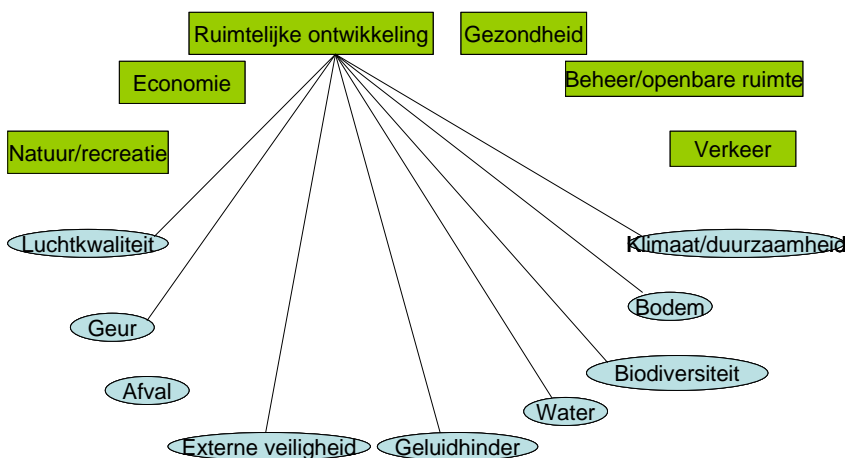 Ruimtelijke ontwikkeling
Gezondheid
Economie
Beheer/openbare ruimte
Natuur/recreatie
Verkeer
Luchtkwaliteit
Klimaat/duurzaamheid
Geur
Bodem
Afval
Biodiversiteit
Water
Externe veiligheid
Geluidhinder